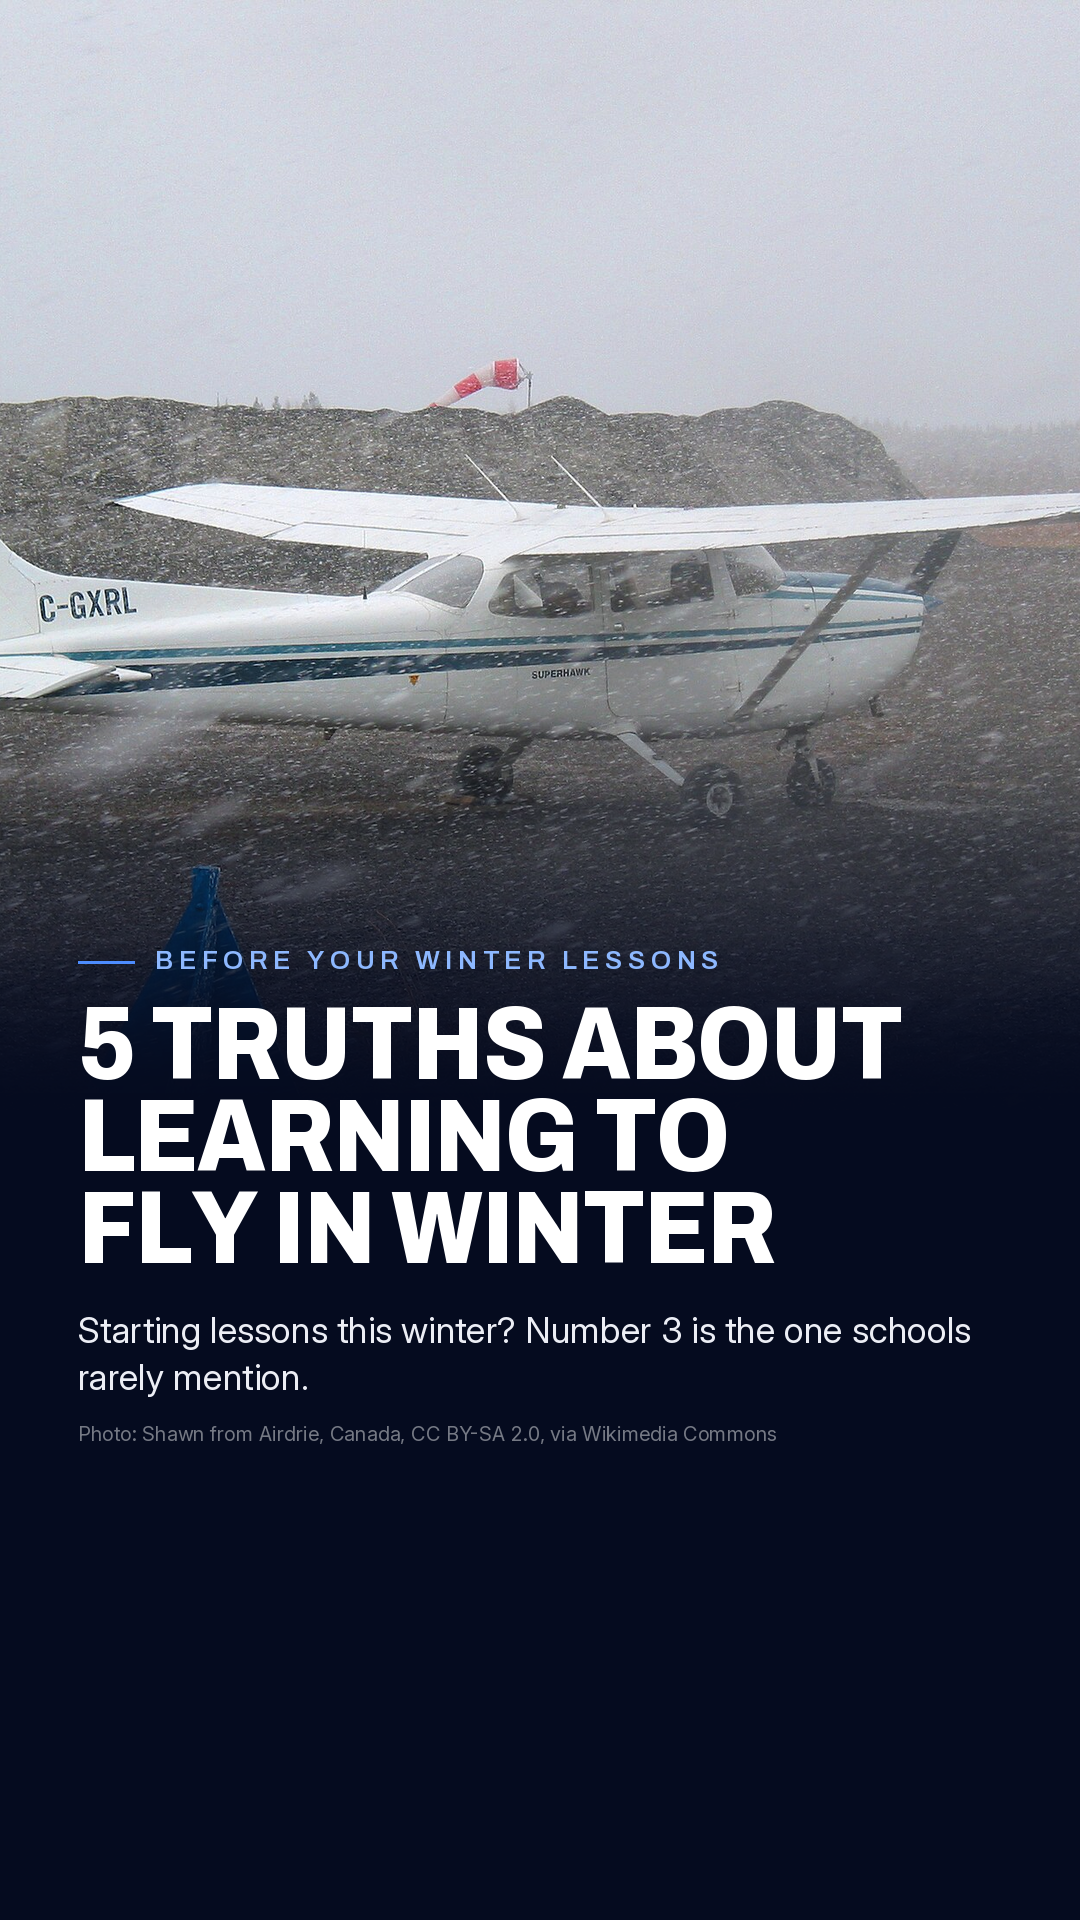 C-GXRL
SUPERHAWK
BEFORE YOUR WINTER LESSONS
5 TRUTHS ABOUT
LEARNING TO
FLY IN WINTER
Starting lessons this winter? Number 3 is the one schools
rarely mention.
Photo: Shawn from Airdrie, Canada, CC BY-SA 2.0, via Wikimedia Commons